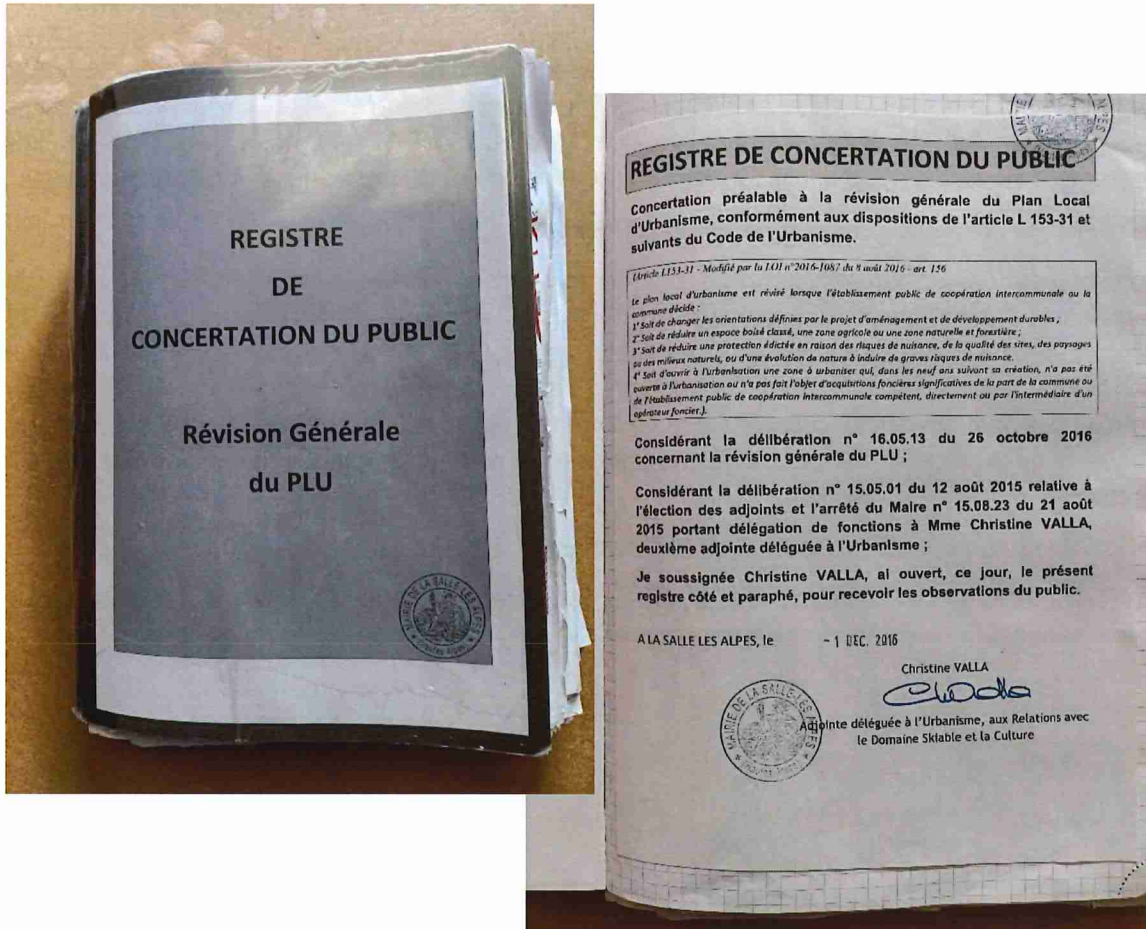 REGISTRE
DE
CONCERTATION DU PUBLIC
Révision Générale
du PLU
MAIRIE DE LA SALLE LES ALPES
REGISTRE DE CONCERTATION DU PUBLIC
Concertation préalable à la révision générale du Plan Local
d'Urbanisme, conformément aux dispositions de l'article L 153-31 et
suivants du Code de l'Urbanisme.
(Article L153-31 - Modifié par la LOI n°2016-1087 du 8 août 2016 - art. 156
Le plan local d'urbanisme est révisé lorsque l'établissement public de coopération intercommunale ou la
commune décide :
1° Soit de changer les orientations définies par le projet d'aménagement et de développement durables ;
2° Soit de réduire un espace boisé classé, une zone agricole ou une zone naturelle et forestière ;
3° Soit de réduire une protection édictée en raison des risques de nuisance, de la qualité des sites, des paysages
ou des milieux naturels, ou d'une évolution de nature à induire de graves risques de nuisance.
4° Soit d'ouvrir à l'urbanisation une zone à urbaniser qui, dans les neuf ans suivant sa création, n'a pas été
ouverte à l'urbanisation ou n'a pas fait l'objet d'acquisitions foncières significatives de la part de la commune ou
de l'établissement public de coopération intercommunale compétent, directement ou par l'intermédiaire d'un
opérateur foncier.).
Considérant la délibération n° 16.05.13 du 26 octobre 2016
concernant la révision générale du PLU ;
Considérant la délibération n° 15.05.01 du 12 août 2015 relative à
l'élection des adjoints et l'arrêté du Maire n° 15.08.23 du 21 août
2015 portant délégation de fonctions à Mme Christine VALLA,
deuxième adjointe déléguée à l'Urbanisme ;
Je soussignée Christine VALLA, ai ouvert, ce jour, le présent
registre côté et paraphé, pour recevoir les observations du public.
A LA SALLE LES ALPES, le - 1 DEC. 2016
Christine VALLA
MAIRIE DE LA SALLE-LES-ALPES
Adjointe déléguée à l'Urbanisme, aux Relations avec
le Domaine Skiable et la Culture